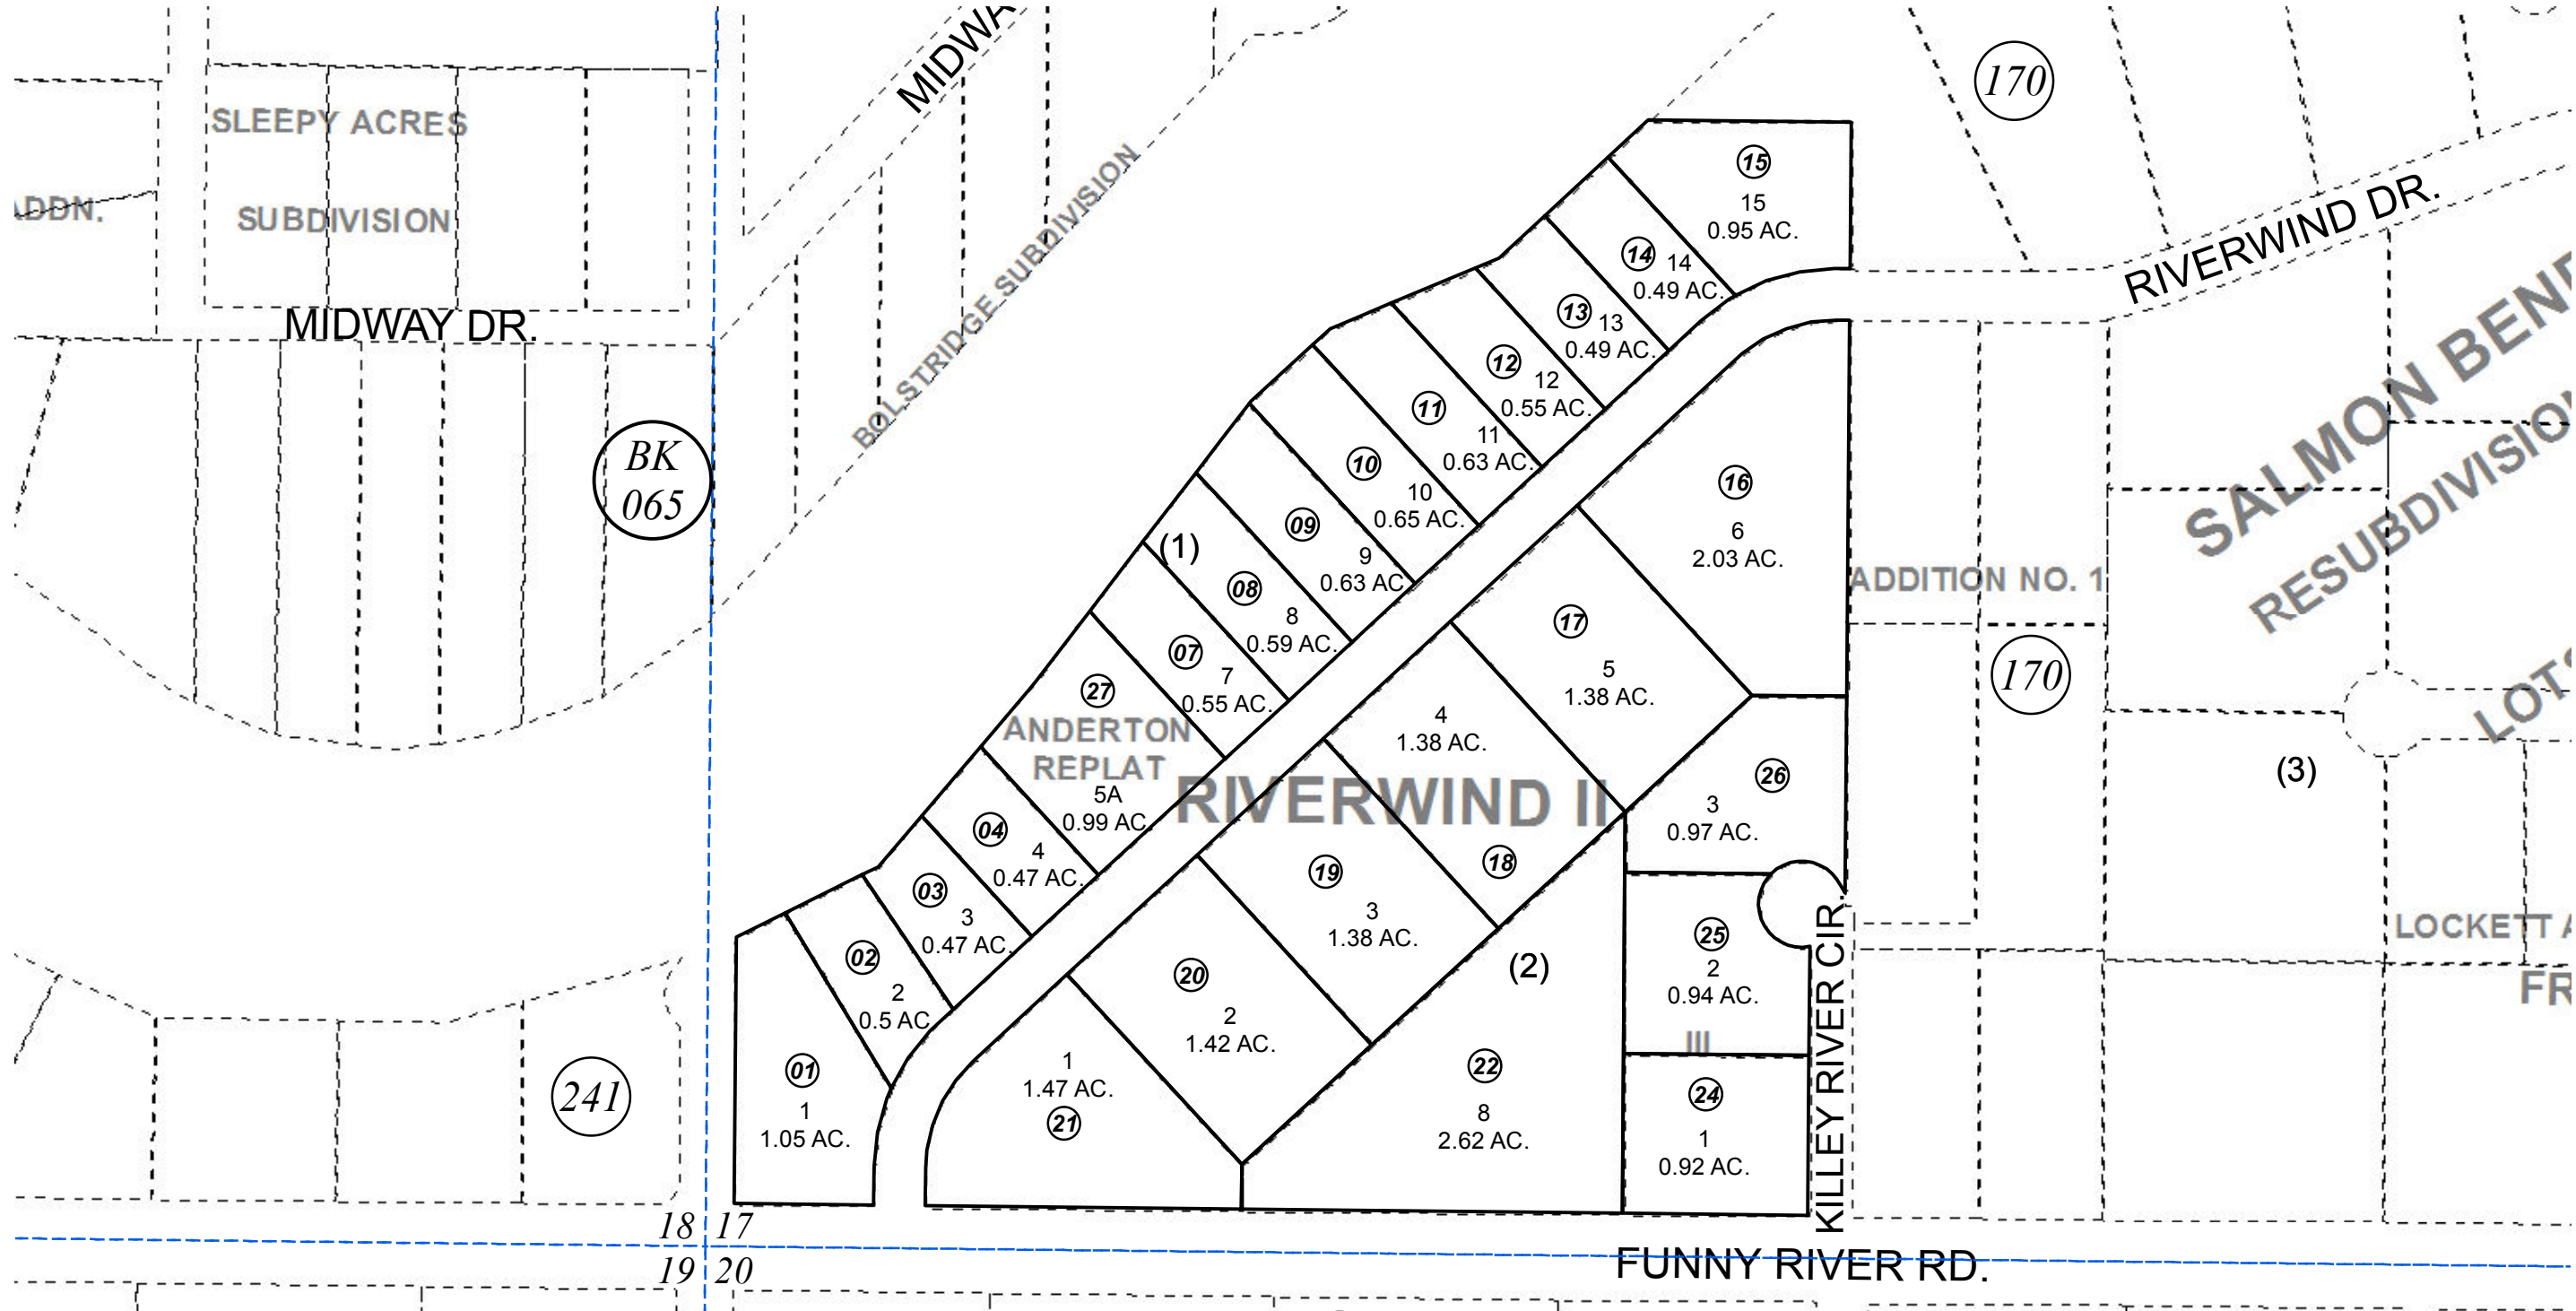 MIDWA
170
SLEEPY ACRES
SUBDIVISION
ADDN.
MIDWAY DR.
BOLSTRIDGE SUBDIVISION
BK
065
RIVERWIND DR.
SALMON BEND
RESUBDIVISION
LOTS
15
15
0.95 AC.
14
14
0.49 AC.
13
13
0.49 AC.
12
12
0.55 AC.
11
11
0.63 AC.
10
10
0.65 AC.
09
9
0.63 AC
(1)
08
8
0.59 AC.
07
7
0.55 AC.
27
ANDERTON
REPLAT
5A
0.99 AC
04
4
0.47 AC.
03
3
0.47 AC.
02
2
0.5 AC
01
1
1.05 AC.
RIVERWIND II
16
6
2.03 AC.
17
5
1.38 AC.
4
1.38 AC.
18
19
3
1.38 AC.
20
2
1.42 AC.
1
1.47 AC.
21
(2)
22
8
2.62 AC.
26
3
0.97 AC.
25
2
0.94 AC.
III
24
1
0.92 AC.
KILLEY RIVER CIR.
ADDITION NO. 1
170
(3)
LOCKETT A
FR
241
18 17
19 20
FUNNY RIVER RD.